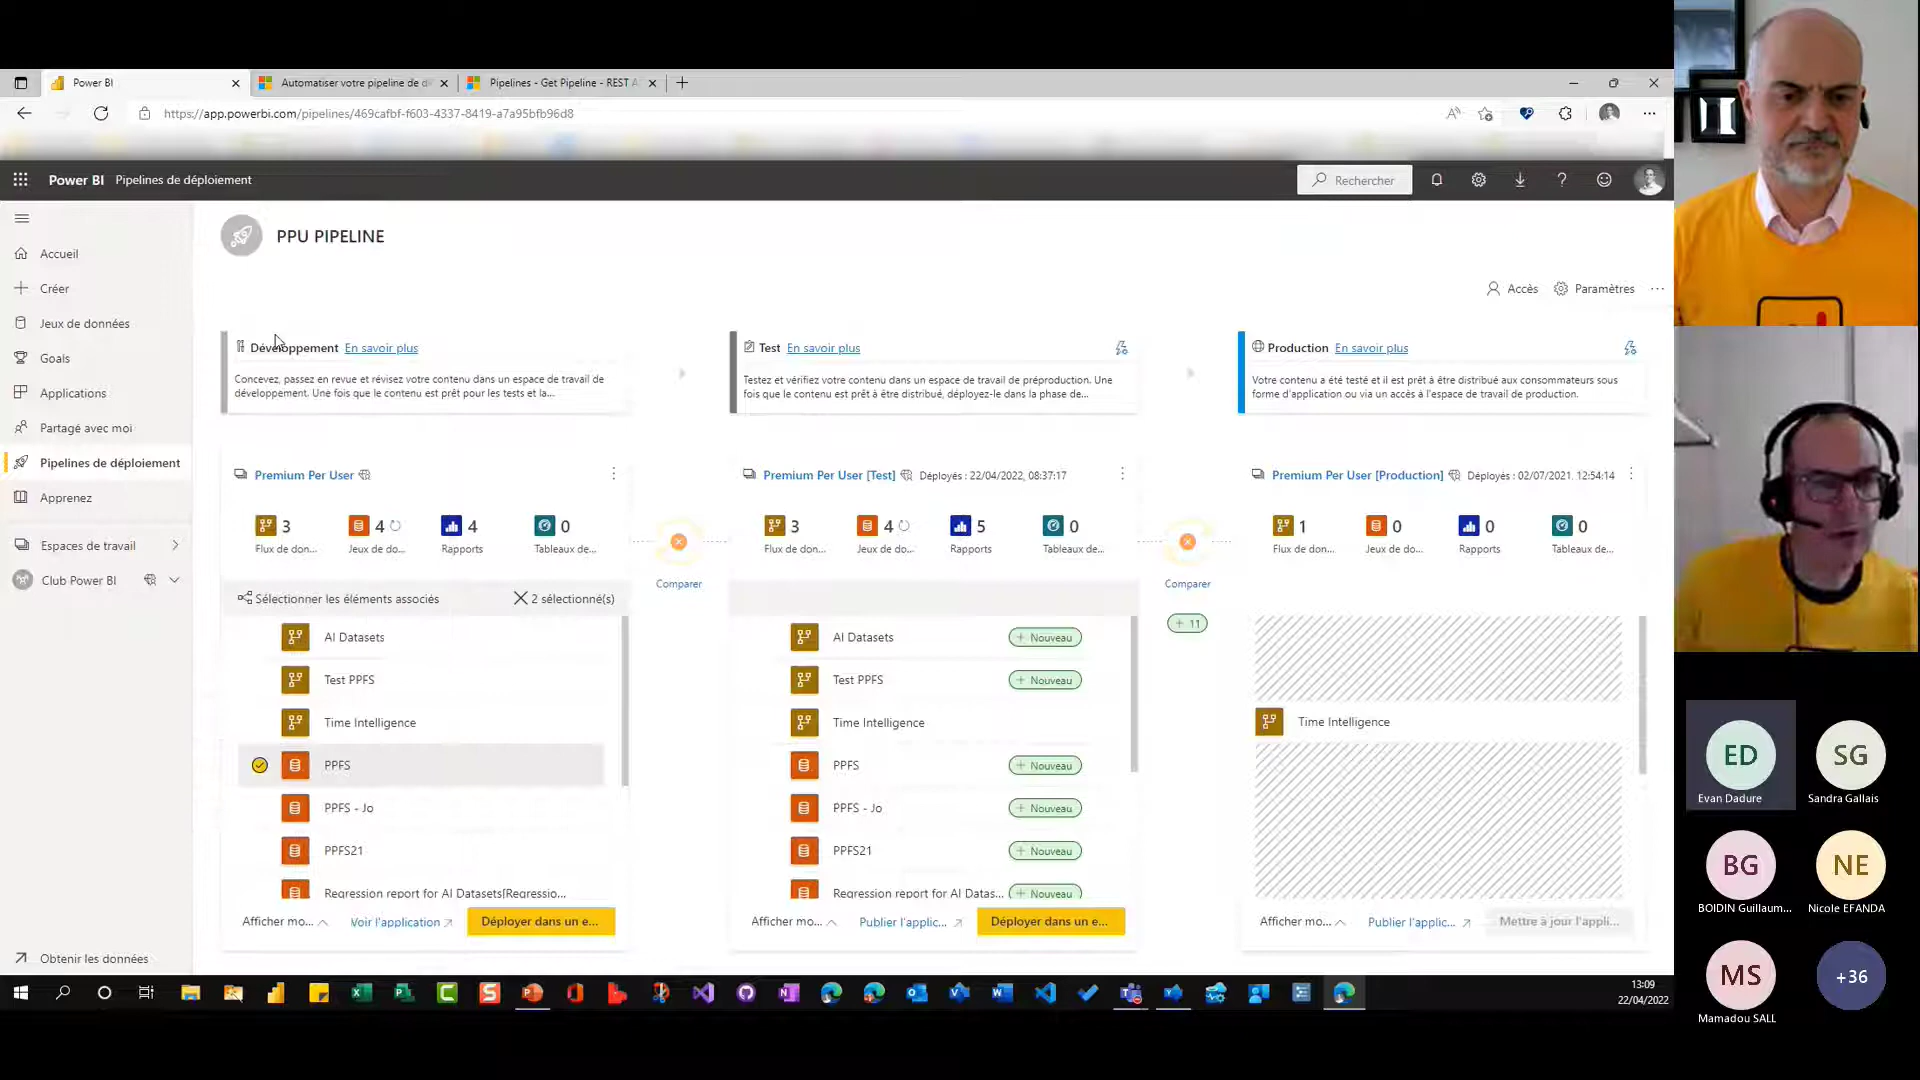 Power BI
Automatiser votre pipeline de d
Pipelines - Get Pipeline - REST A
https://app.powerbi.com/pipelines/469cafbf-f603-4337-8419-a7a95bfb96d8
Power BI Pipelines de déploiement
Rechercher
PPU PIPELINE
Accueil
Créer
Jeux de données
Goals
Applications
Partagé avec moi
Pipelines de déploiement
Apprenez
Espaces de travail
Club Power BI
Obtenir les données
Accès
Paramètres
Développement En savoir plus
Concevez, passez en revue et révisez votre contenu dans un espace de travail de
développement. Une fois que le contenu est prêt pour les tests et la...
Test En savoir plus
Testez et vérifiez votre contenu dans un espace de travail de préproduction. Une
fois que le contenu est prêt à être distribué, déployez-le dans la phase de...
Production En savoir plus
Votre contenu a été testé et il est prêt à être distribué aux consommateurs sous
forme d'application ou via un accès à l'espace de travail de production.
Premium Per User
3
Flux de don...
4
Jeux de do...
4
Rapports
0
Tableaux de...
Sélectionner les éléments associés
2 sélectionné(s)
AI Datasets
Test PPFS
Time Intelligence
PPFS
PPFS - Jo
PPFS21
Regression report for AI Datasets[Regressio...
Afficher mo...
Voir l'application
Déployer dans un e...
Comparer
Premium Per User [Test] Déployés : 22/04/2022, 08:37:17
3
Flux de don...
4
Jeux de do...
5
Rapports
0
Tableaux de...
AI Datasets + Nouveau
Test PPFS + Nouveau
Time Intelligence
PPFS + Nouveau
PPFS - Jo + Nouveau
PPFS21 + Nouveau
Regression report for AI Datas... + Nouveau
Afficher mo...
Publier l'applic...
Déployer dans un e...
Comparer
+ 11
Premium Per User [Production] Déployés : 02/07/2021, 12:54:14
1
Flux de don...
0
Jeux de do...
0
Rapports
0
Tableaux de...
Time Intelligence
Afficher mo...
Publier l'applic...
Mettre à jour l'appli...
13:09
22/04/2022
ED
Evan Dadure
SG
Sandra Gallais
BG
BOIDIN Guillaum...
NE
Nicole EFANDA
MS
Mamadou SALL
+36